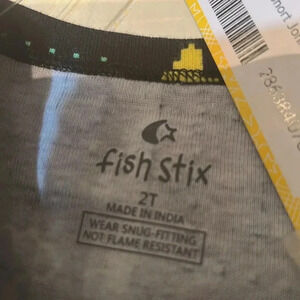 fish stix
2T
MADE IN INDIA
WEAR SNUG-FITTING
NOT FLAME RESISTANT